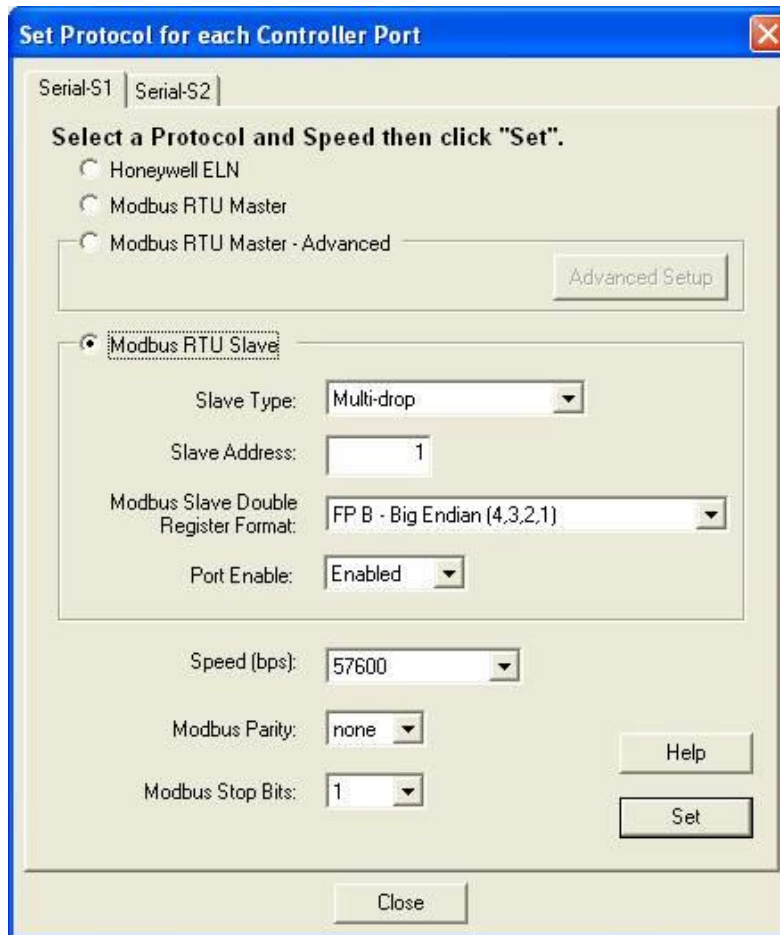 Set Protocol for each Controller Port
Serial-S1 Serial-S2
Select a Protocol and Speed then click "Set".
Honeywell ELN
Modbus RTU Master
Modbus RTU Master - Advanced
Advanced Setup
Modbus RTU Slave
Slave Type: Multi-drop
Slave Address: 1
Modbus Slave Double
Register Format: FP B - Big Endian (4,3,2,1)
Port Enable: Enabled
Speed (bps): 57600
Modbus Parity: none
Help
Modbus Stop Bits: 1
Set
Close